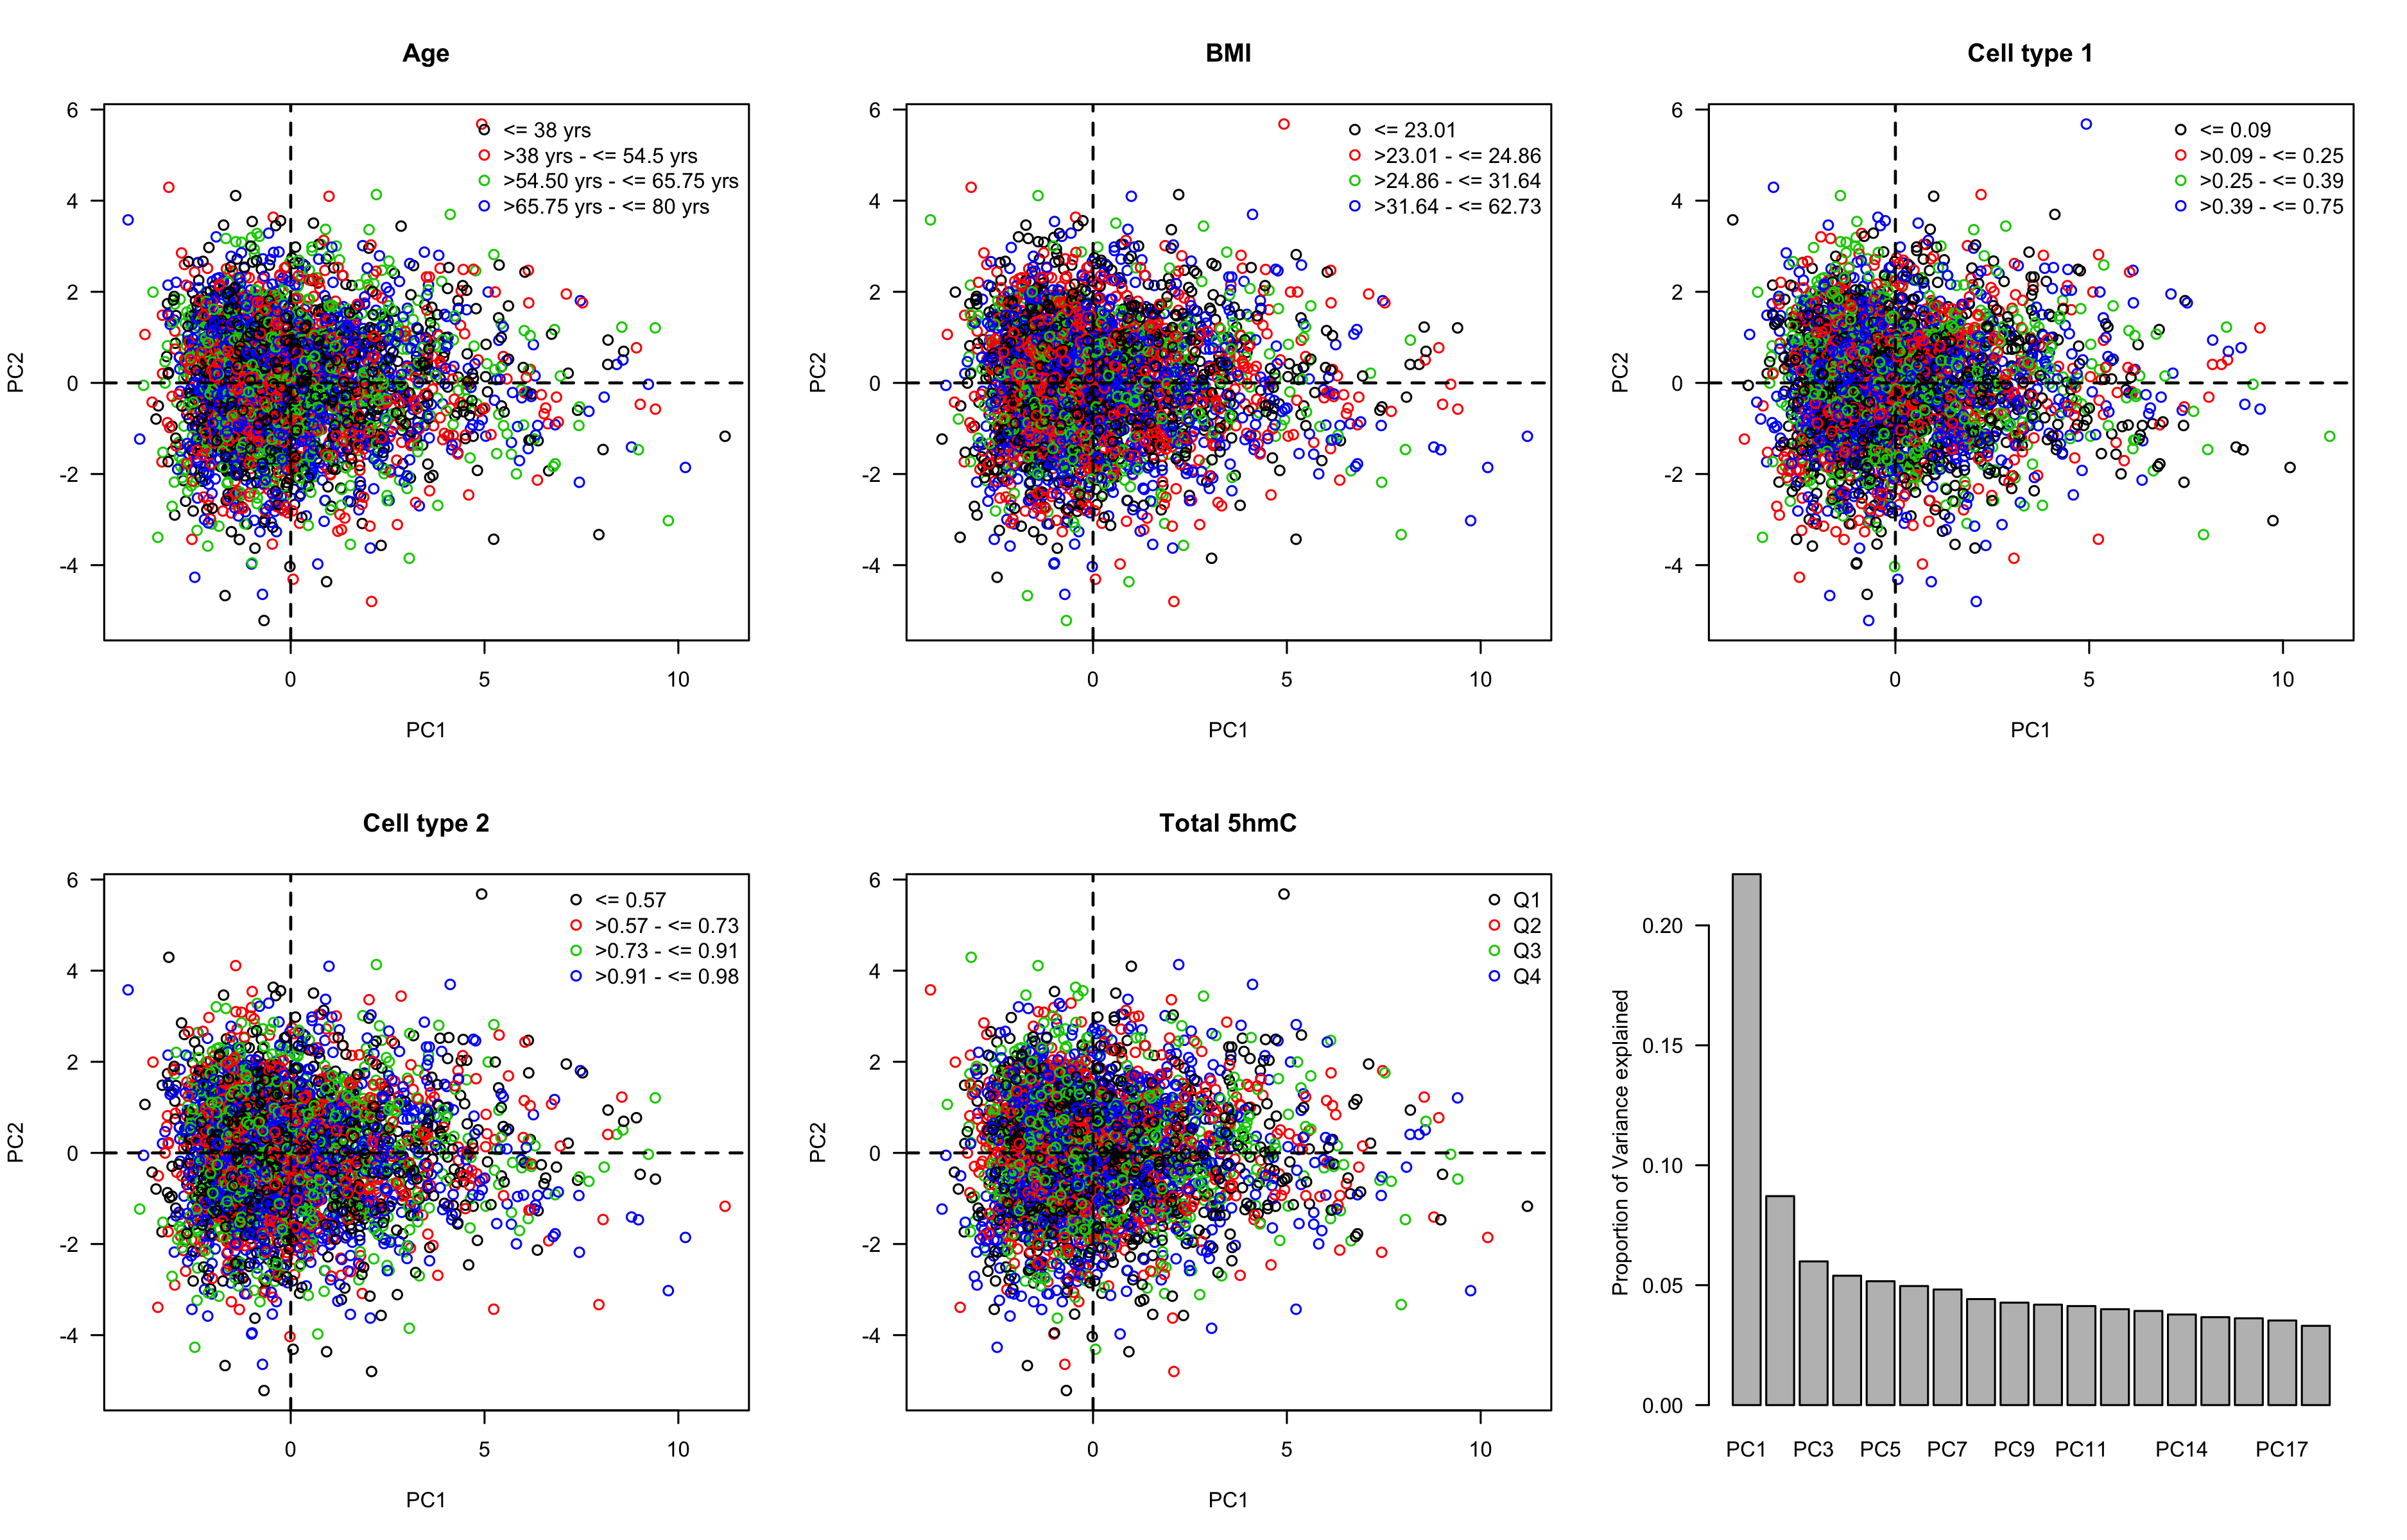 Age
6
4
2
0
-2
-4
PC2
<= 38 yrs
>38 yrs - <= 54.5 yrs
>54.50 yrs - <= 65.75 yrs
>65.75 yrs - <= 80 yrs
0 5 10
PC1
BMI
6
4
2
0
-2
-4
PC2
<= 23.01
>23.01 - <= 24.86
>24.86 - <= 31.64
>31.64 - <= 62.73
0 5 10
PC1
Cell type 1
6
4
2
0
-2
-4
PC2
<= 0.09
>0.09 - <= 0.25
>0.25 - <= 0.39
>0.39 - <= 0.75
0 5 10
PC1
Cell type 2
6
4
2
0
-2
-4
PC2
<= 0.57
>0.57 - <= 0.73
>0.73 - <= 0.91
>0.91 - <= 0.98
0 5 10
PC1
Total 5hmC
6
4
2
0
-2
-4
PC2
Q1
Q2
Q3
Q4
0 5 10
PC1
Proportion of Variance explained
0.20
0.15
0.10
0.05
0.00
PC1 PC3 PC5 PC7 PC9 PC11 PC14 PC17